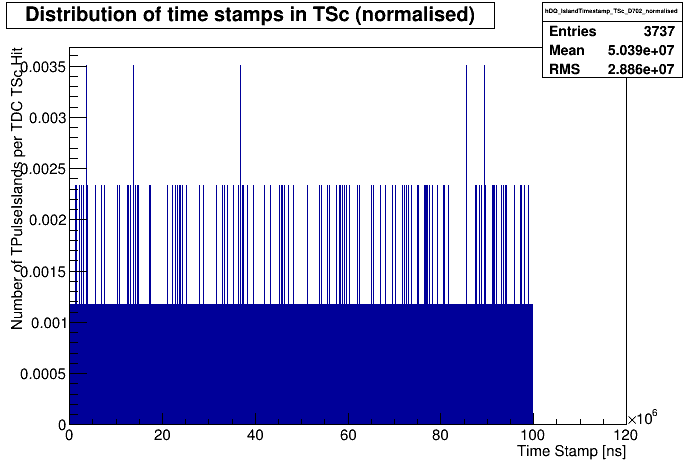 Distribution of time stamps in TSc (normalised)
hDQ_IslandTimestamp_TSc_D702_normalised
Entries 3737
Mean 5.039e+07
RMS 2.886e+07
Number of TPulseIslands per TDC TSc Hit
0.0035
0.003
0.0025
0.002
0.0015
0.001
0.0005
0
0 20 40 60 80 100 120
×10^6
Time Stamp [ns]